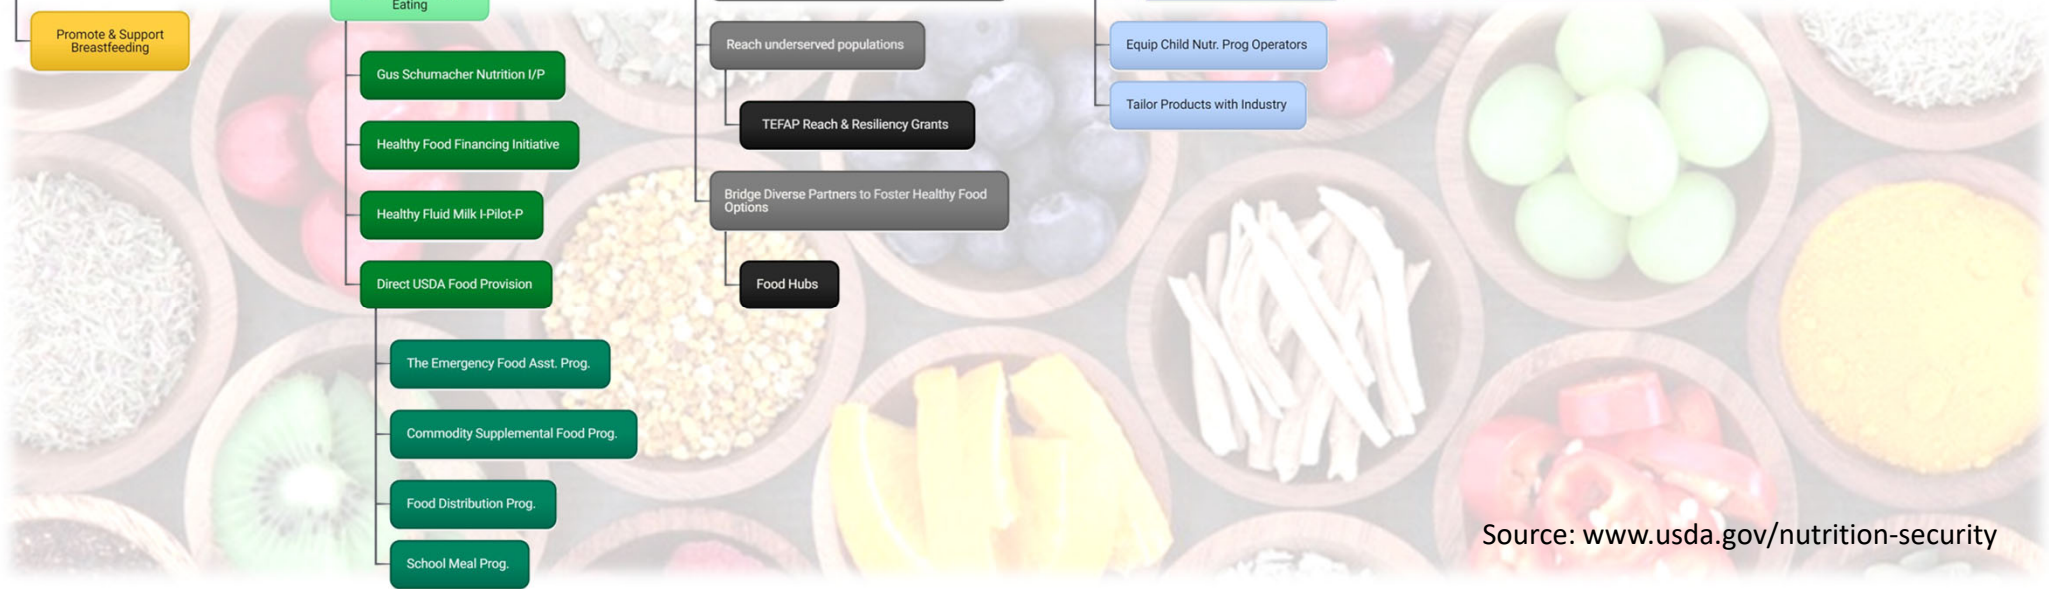 Promote & Support
Breastfeeding
Eating
Gus Schumacher Nutrition I/P
Healthy Food Financing Initiative
Healthy Fluid Milk I-Pilot-P
Direct USDA Food Provision
The Emergency Food Asst. Prog.
Commodity Supplemental Food Prog.
Food Distribution Prog.
School Meal Prog.
Reach underserved populations
TEFAP Reach & Resiliency Grants
Bridge Diverse Partners to Foster Healthy Food
Options
Food Hubs
Equip Child Nutr. Prog Operators
Tailor Products with Industry
Source: www.usda.gov/nutrition-security